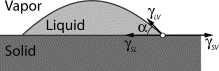 Vapor
γLV
Liquid
α
Solid
γSL
γSV